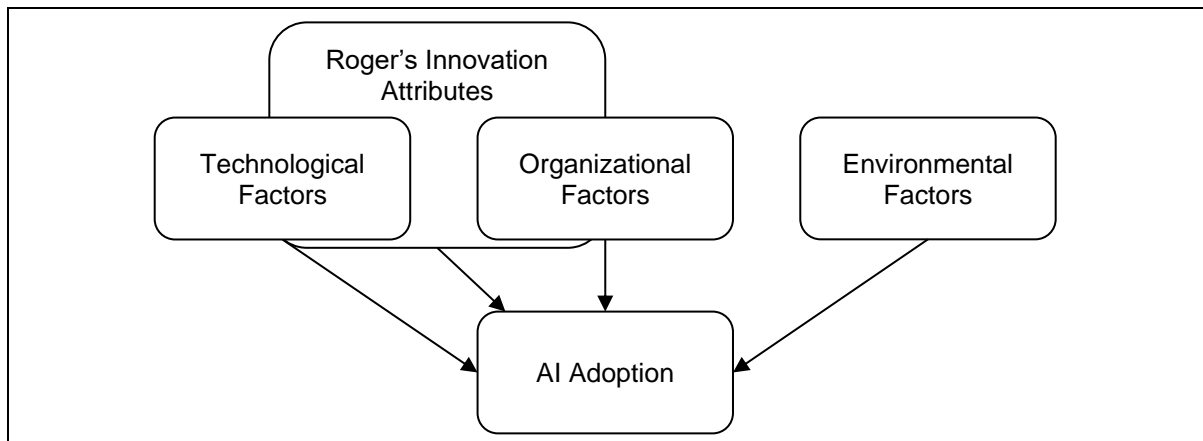 Roger’s Innovation
Attributes
Technological
Factors
Organizational
Factors
Environmental
Factors
AI Adoption